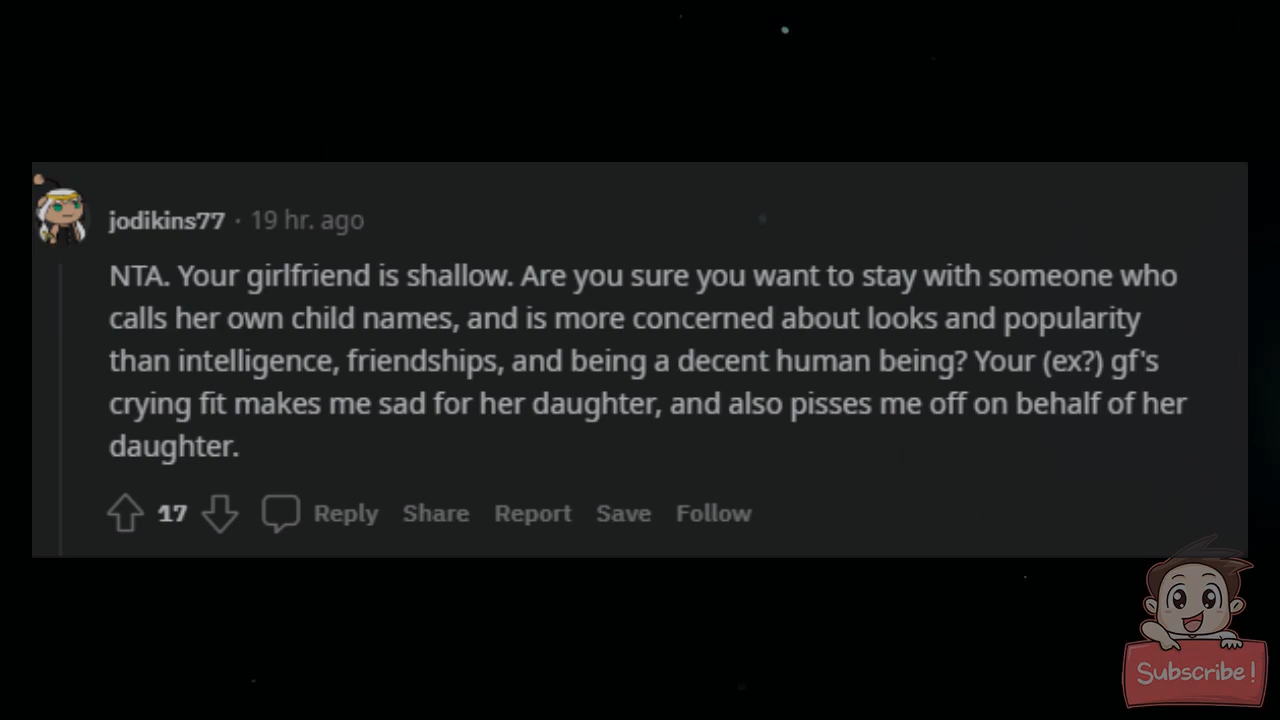 jodikins77 · 19 hr. ago
NTA. Your girlfriend is shallow. Are you sure you want to stay with someone who
calls her own child names, and is more concerned about looks and popularity
than intelligence, friendships, and being a decent human being? Your (ex?) gf's
crying fit makes me sad for her daughter, and also pisses me off on behalf of her
daughter.
17 Reply Share Report Save Follow
Subscribe!